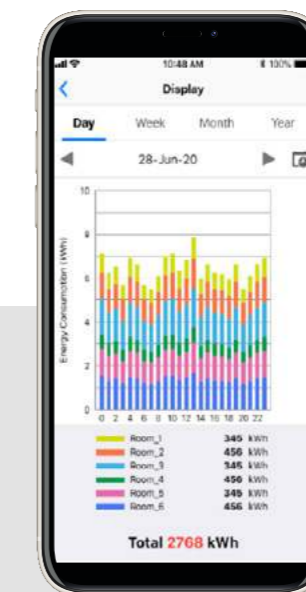 10:48 AM 100%
Display
Day Week Month Year
28-Jun-20
Energy Consumption (kWh)
10
8
6
4
2
0
0 2 4 6 8 10 12 14 16 18 20 22
Room_1 345 kWh
Room_2 456 kWh
Room_3 345 kWh
Room_4 456 kWh
Room_5 345 kWh
Room_6 456 kWh
Total 2768 kWh